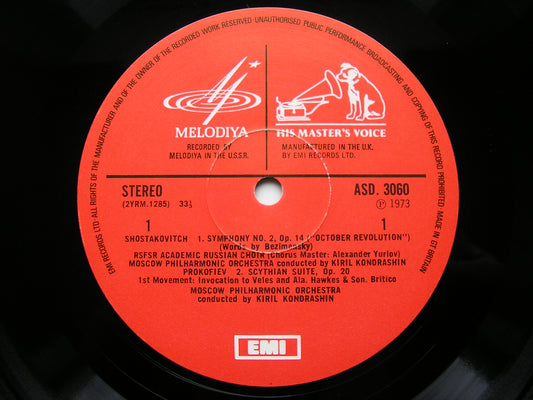 EMI RECORDS LTD·ALL RIGHTS OF THE MANUFACTURER AND OF THE OWNER OF THE RECORDED WORK RESERVED·UNAUTHORISED PUBLIC PERFORMANCE BROADCASTING AND COPYING OF THIS RECORD PROHIBITED·MADE IN GT BRITAIN
MELODIYA
HIS MASTER'S VOICE
RECORDED BY
MELODIYA IN THE U.S.S.R.
MANUFACTURED IN THE U.K.
BY EMI RECORDS LTD.
STEREO
ASD. 3060
(2YRM.1285) 33⅓
℗ 1973
1
1
SHOSTAKOVITCH 1. SYMPHONY NO. 2, Op. 14 ("OCTOBER REVOLUTION")
(Words by Bezimensky)
RSFSR ACADEMIC RUSSIAN CHOIR (Chorus Master: Alexander Yurlov)
MOSCOW PHILHARMONIC ORCHESTRA conducted by KIRIL KONDRASHIN
PROKOFIEV 2. SCYTHIAN SUITE, Op. 20
1st Movement: Invocation to Veles and Ala. Hawkes & Son. Britico
MOSCOW PHILHARMONIC ORCHESTRA
conducted by KIRIL KONDRASHIN
EMI